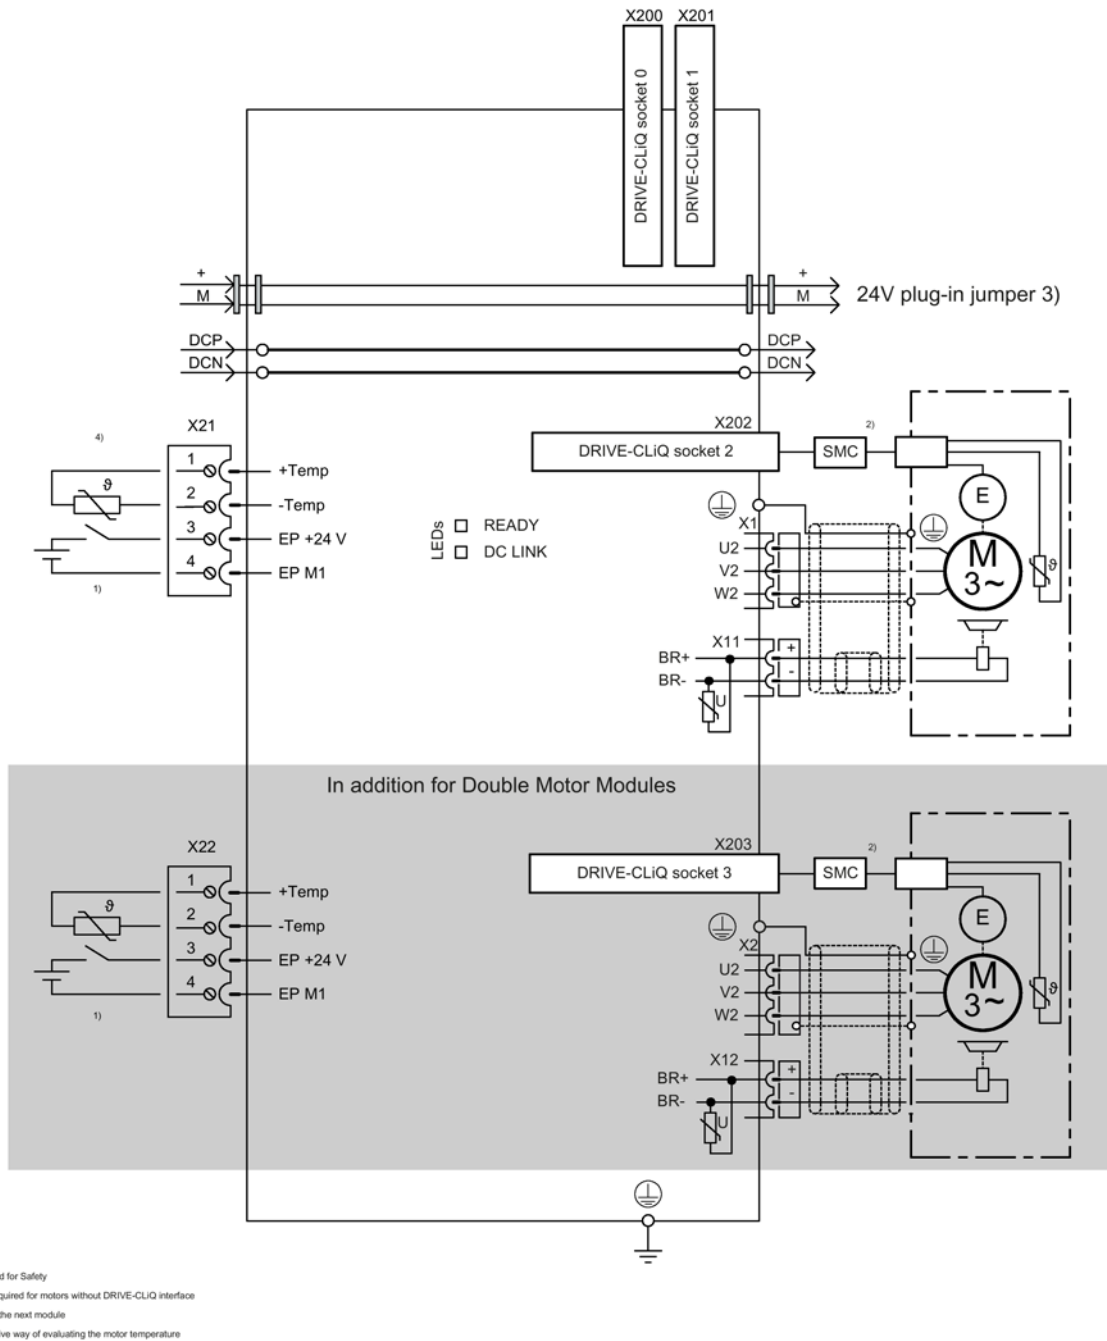 X200 X201
DRIVE-CLiQ socket 0
DRIVE-CLiQ socket 1
+ +
M M
24V plug-in jumper 3)
DCP DCP
DCN DCN
X21
4)
1 +Temp
2 -Temp
3 EP +24 V
4 EP M1
ϑ
1)
LEDs
READY
DC LINK
X202
DRIVE-CLiQ socket 2
SMC
2)
E
X1
U2
V2
W2
M
3~
ϑ
X11
BR+ +
BR- -
U
In addition for Double Motor Modules
X22
1 +Temp
2 -Temp
3 EP +24 V
4 EP M1
ϑ
1)
X203
DRIVE-CLiQ socket 3
SMC
2)
E
X2
U2
V2
W2
M
3~
ϑ
X12
BR+ +
BR- -
U
d for Safety
quired for motors without DRIVE-CLiQ interface
the next module
ive way of evaluating the motor temperature